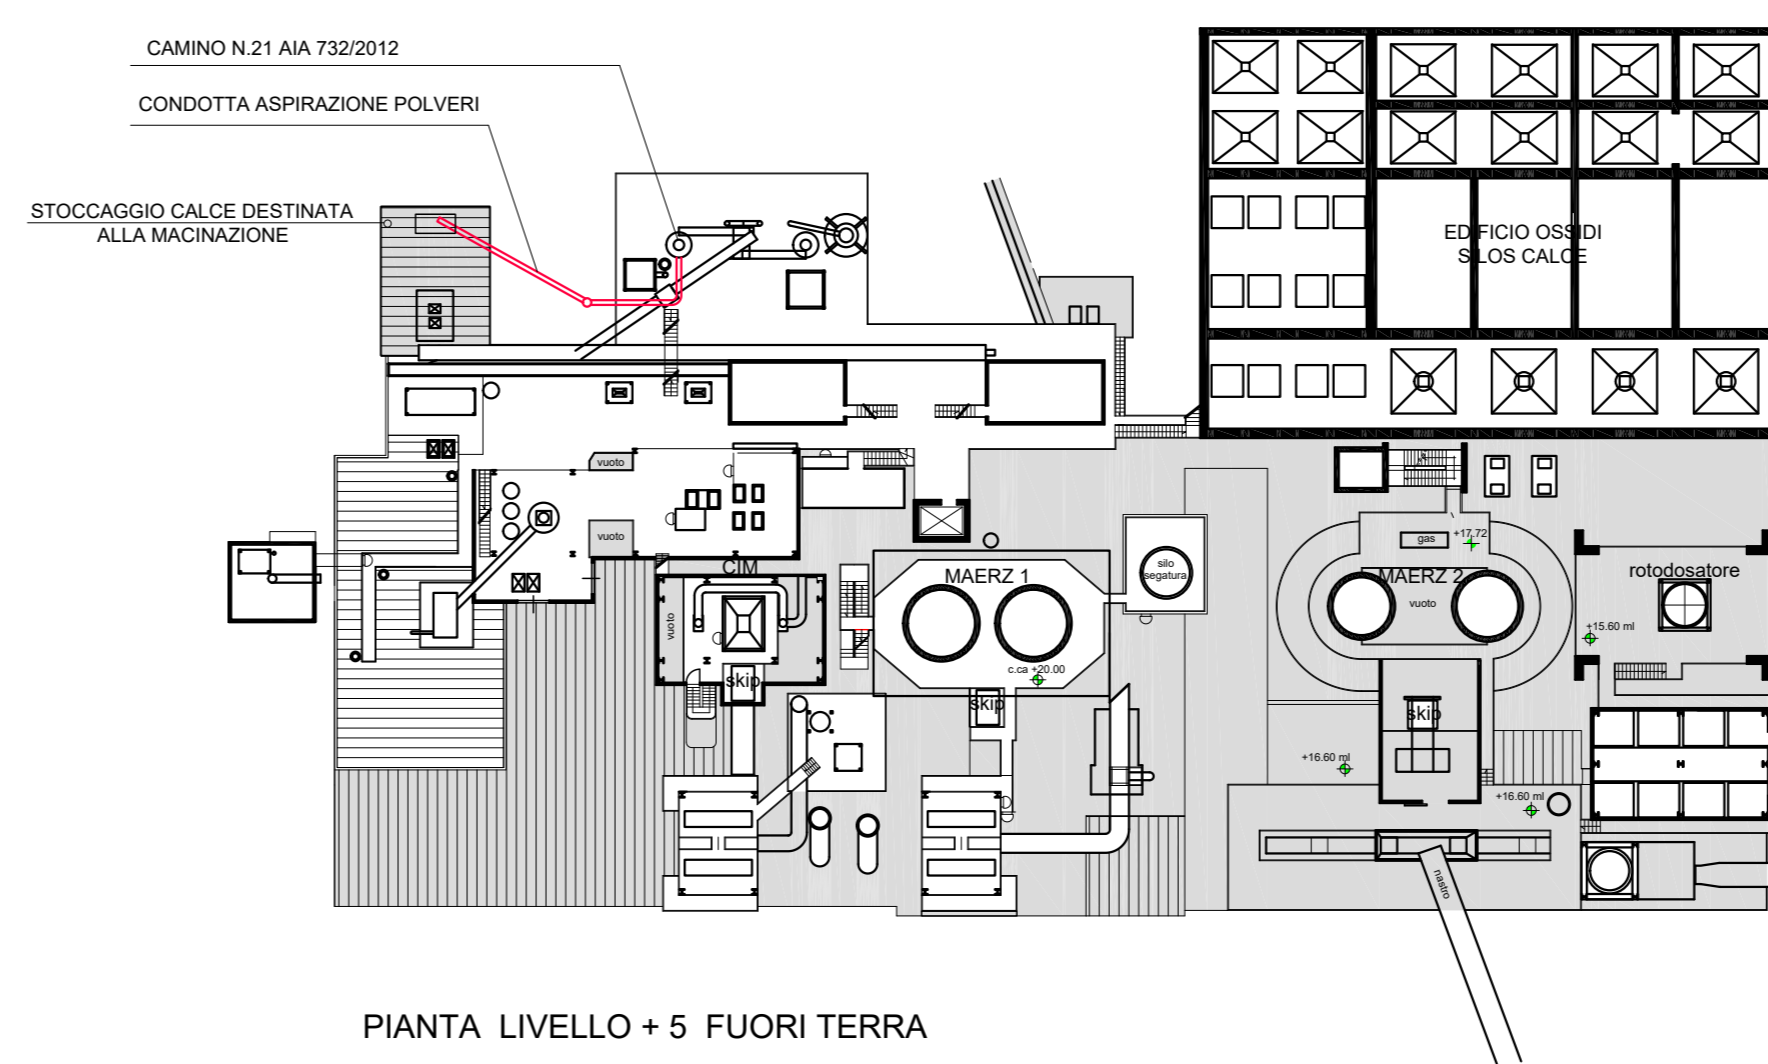 CAMINO N.21 AIA 732/2012
CONDOTTA ASPIRAZIONE POLVERI
STOCCAGGIO CALCE DESTINATA
ALLA MACINAZIONE
EDIFICIO OSSIDI
SILOS CALCE
vuoto
vuoto
gas
+17.72
CIM
MAERZ 1
silo
segatura
MAERZ 2
vuoto
rotodosatore
vuoto
+15.60 ml
c.ca +20.00
skip
skip
skip
+16.60 ml
+16.60 ml
nastro
PIANTA LIVELLO + 5 FUORI TERRA